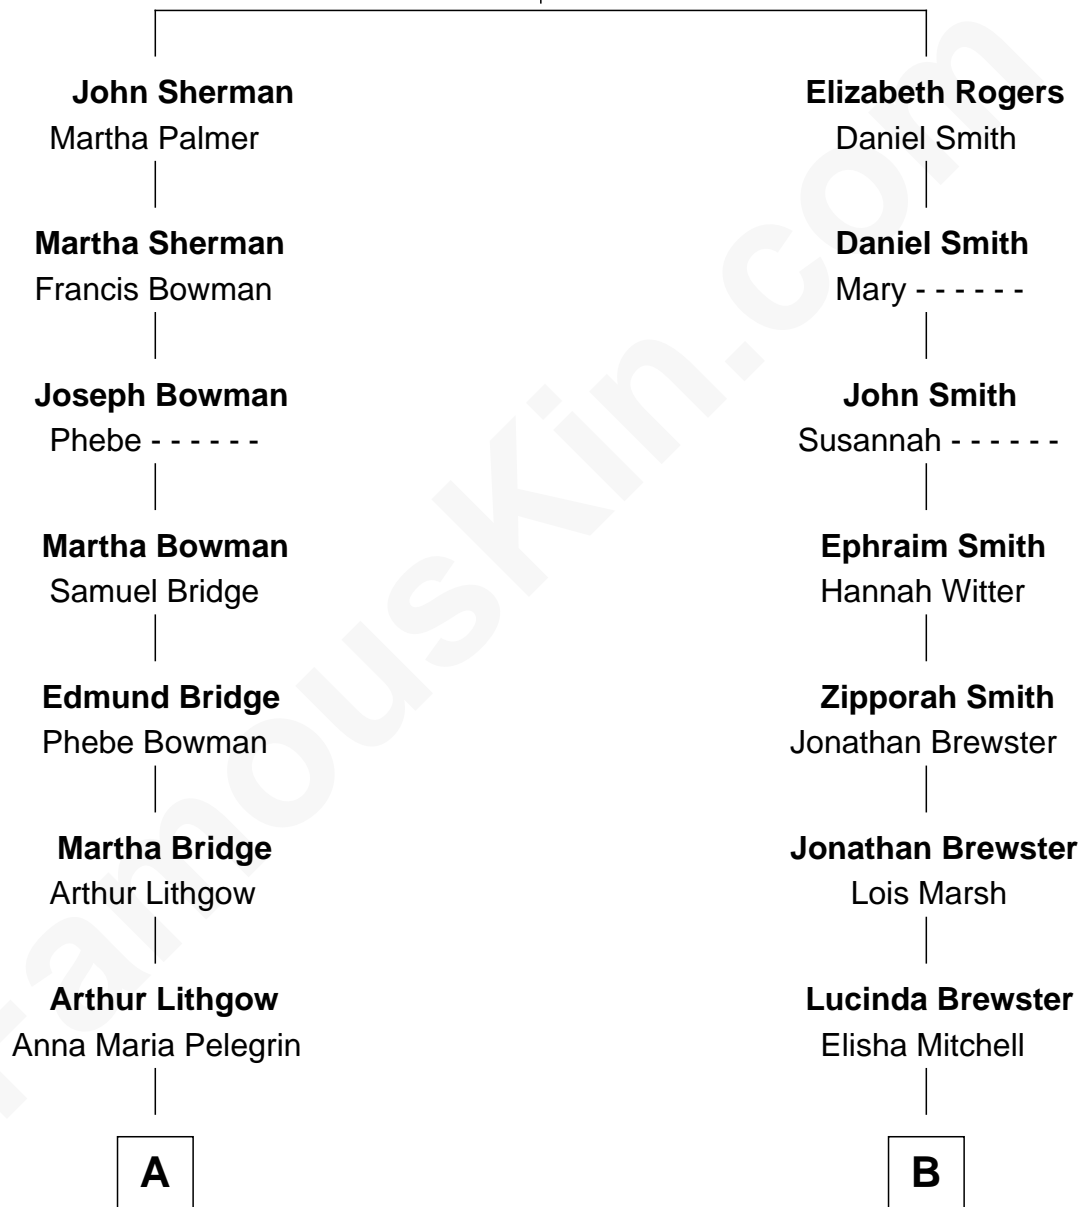 John Sherman
Martha Palmer
Martha Sherman
Francis Bowman
Joseph Bowman
Phebe - - - - - -
Martha Bowman
Samuel Bridge
Edmund Bridge
Phebe Bowman
Martha Bridge
Arthur Lithgow
Arthur Lithgow
Anna Maria Pelegrin
A
Elizabeth Rogers
Daniel Smith
Daniel Smith
Mary - - - - - -
John Smith
Susannah - - - - - -
Ephraim Smith
Hannah Witter
Zipporah Smith
Jonathan Brewster
Jonathan Brewster
Lois Marsh
Lucinda Brewster
Elisha Mitchell
B
FamousKin.com